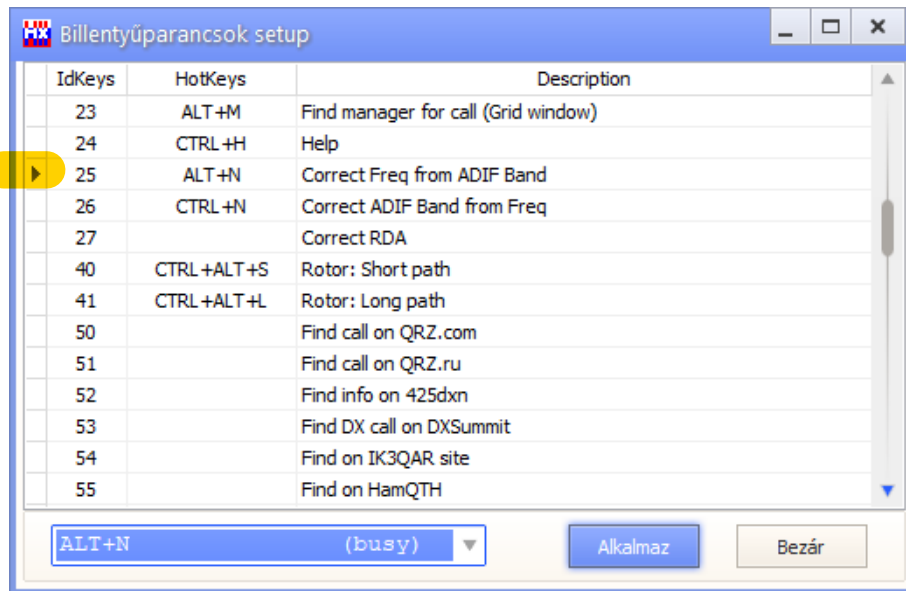 HX Billentyűparancsok setup
IdKeys HotKeys Description
23 ALT+M Find manager for call (Grid window)
24 CTRL+H Help
25 ALT+N Correct Freq from ADIF Band
26 CTRL+N Correct ADIF Band from Freq
27 Correct RDA
40 CTRL+ALT+S Rotor: Short path
41 CTRL+ALT+L Rotor: Long path
50 Find call on QRZ.com
51 Find call on QRZ.ru
52 Find info on 425dxn
53 Find DX call on DXSummit
54 Find on IK3QAR site
55 Find on HamQTH
ALT+N (busy) Alkalmaz Bezár